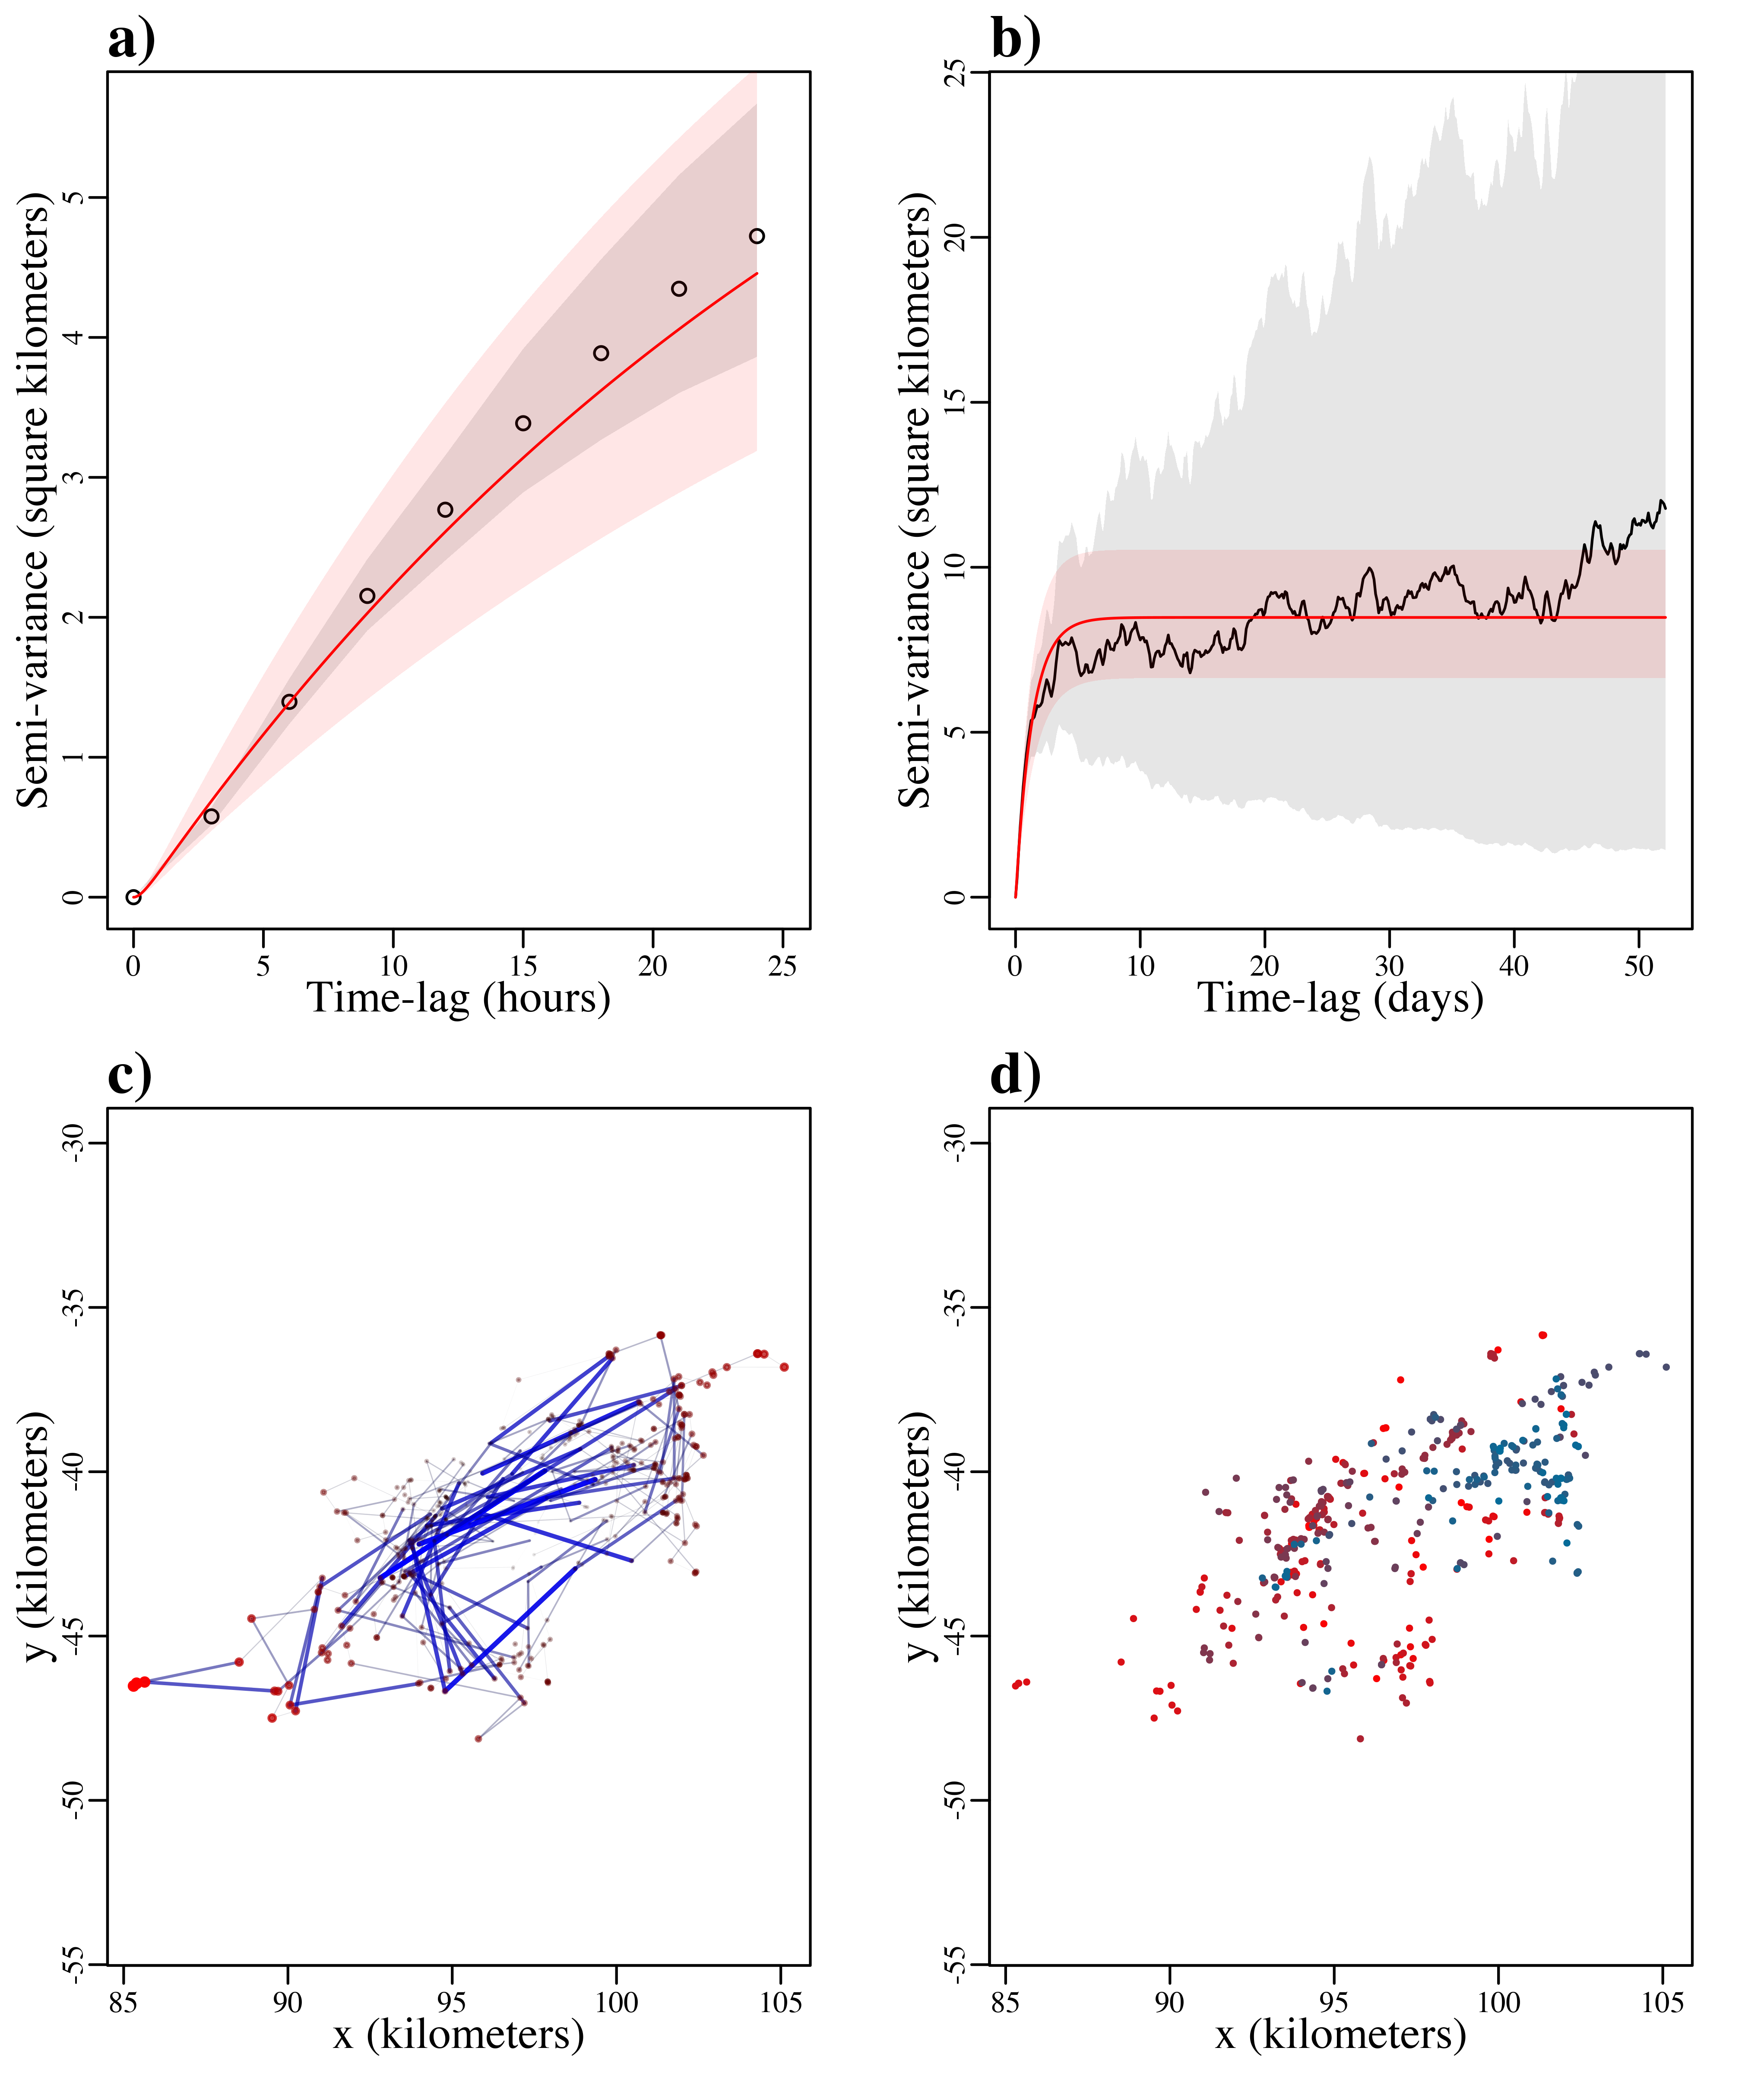 a)
Semi-variance (square kilometers)
5
4
3
2
1
0
0 5 10 15 20 25
Time-lag (hours)
b)
Semi-variance (square kilometers)
25
20
15
10
5
0
0 10 20 30 40 50
Time-lag (days)
c)
y (kilometers)
-30
-35
-40
-45
-50
-55
85 90 95 100 105
x (kilometers)
d)
y (kilometers)
-30
-35
-40
-45
-50
-55
85 90 95 100 105
x (kilometers)